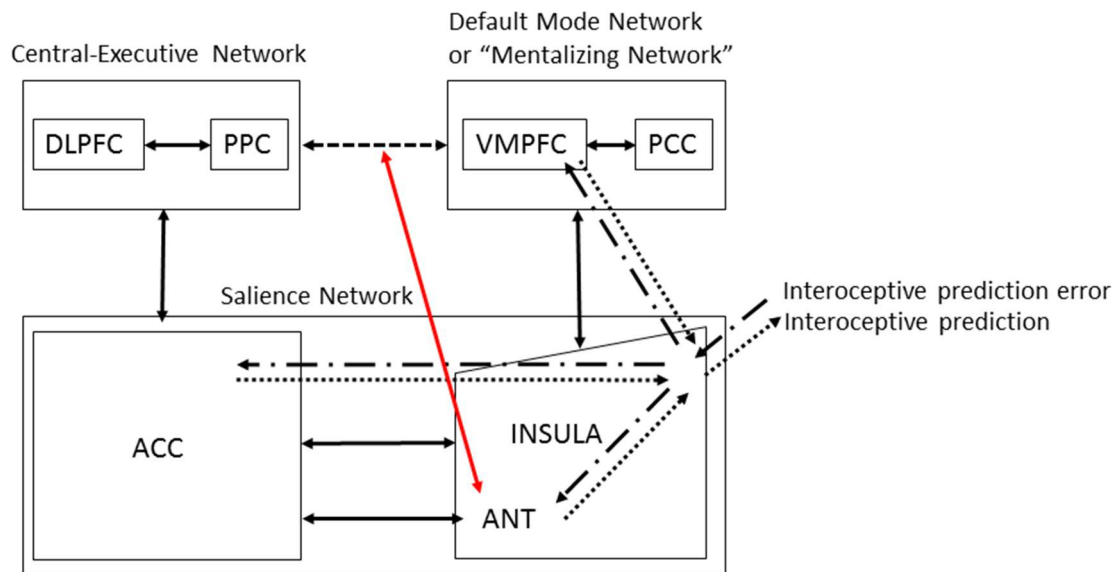 Default Mode Network
or “Mentalizing Network”
Central-Executive Network
DLPFC
PPC
VMPFC
PCC
Salience Network
Interoceptive prediction error
Interoceptive prediction
ACC
INSULA
ANT